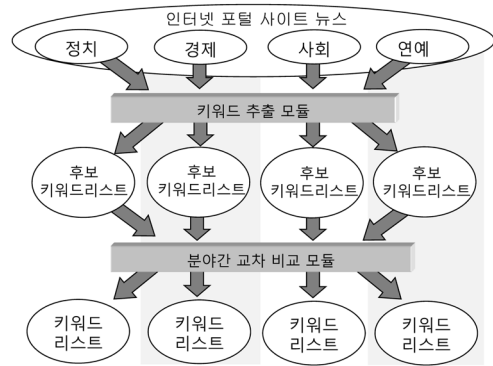 인터넷 포털 사이트 뉴스
정치 경제 사회 연예
키워드 추출 모듈
후보 후보 후보 후보
키워드리스트 키워드리스트 키워드리스트 키워드리스트
분야간 교차 비교 모듈
키워드 키워드 키워드 키워드
리스트 리스트 리스트 리스트